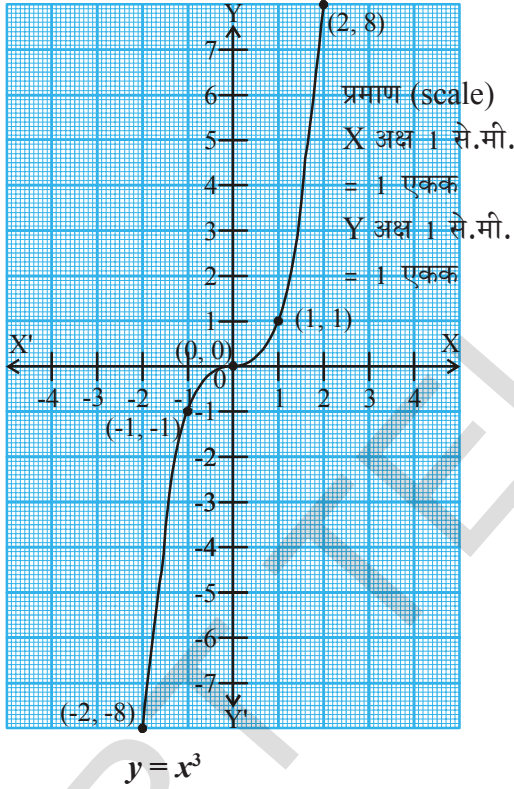 Y
(2, 8)
7
6
प्रमाण (scale)
5
X अक्ष 1 से.मी.
4
= 1 एकक
3
Y अक्ष 1 से.मी.
2
= 1 एकक
1
(1, 1)
X'
(0, 0)
X
0
-4 -3 -2 -1 1 2 3 4
(-1, -1)
-1
-2
-3
-4
-5
-6
-7
(-2, -8)
Y'
y = x³